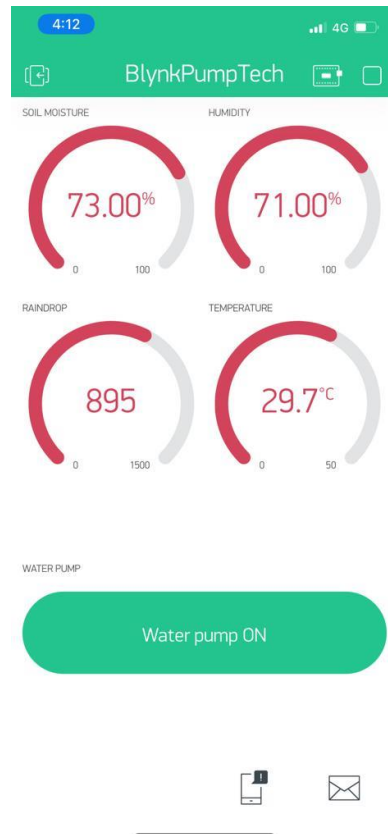 4:12
4G
BlynkPumpTech
SOIL MOISTURE
73.00%
0 100
HUMIDITY
71.00%
0 100
RAINDROP
895
0 1500
TEMPERATURE
29.7°C
0 50
WATER PUMP
Water pump ON
!